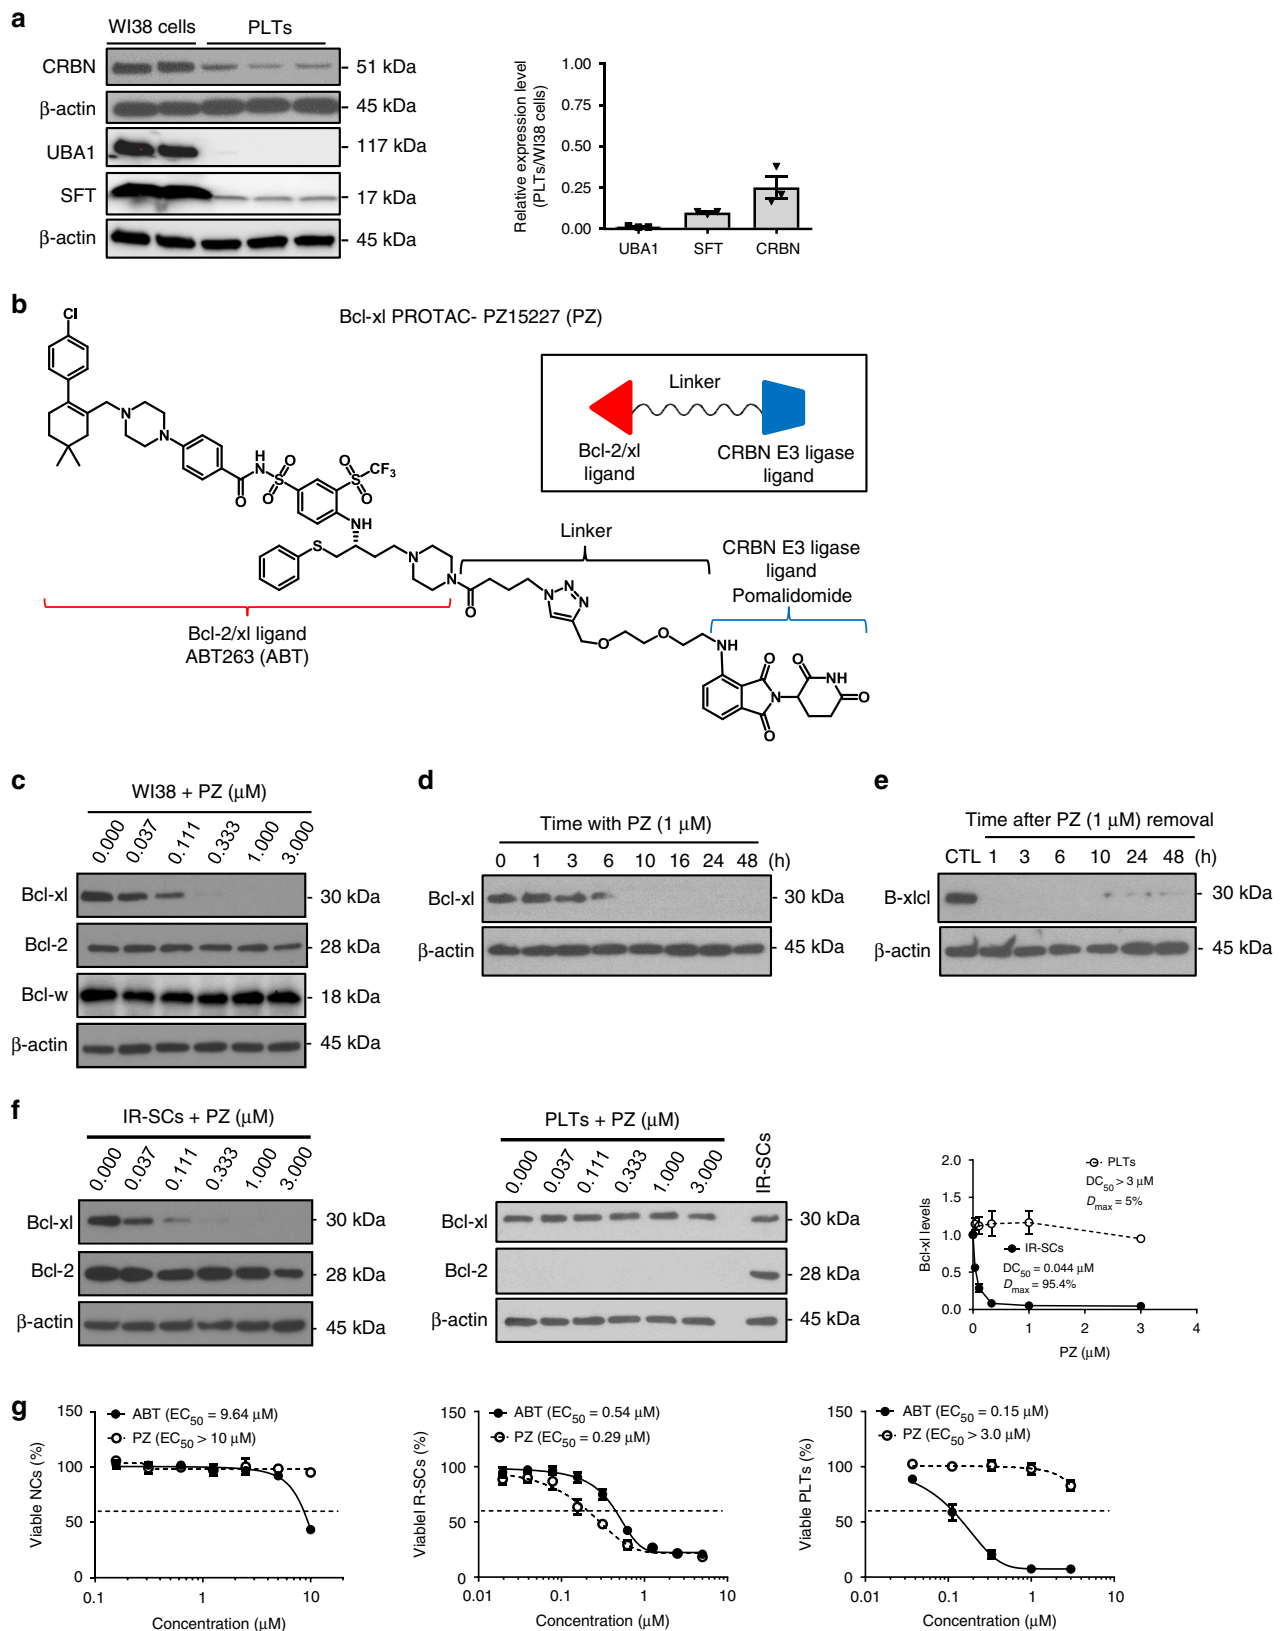 a
WI38 cells PLTs
CRBN
51 kDa
β-actin
45 kDa
UBA1
117 kDa
SFT
17 kDa
β-actin
45 kDa
Relative expression level
(PLTs/WI38 cells)
1.00
0.75
0.50
0.25
0.00
UBA1 SFT CRBN
b
Bcl-xl PROTAC- PZ15227 (PZ)
Cl
N
N
O
H
N
S
O
O
S
O
O
CF3
NH
S
N
N
O
N
N
N
O
O
NH
O
O
N
O
NH
O
Linker
Bcl-2/xl
ligand
CRBN E3 ligase
ligand
Linker
CRBN E3 ligase
ligand
Pomalidomide
Bcl-2/xl ligand
ABT263 (ABT)
c
WI38 + PZ (μM)
0.000 0.037 0.111 0.333 1.000 3.000
Bcl-xl
30 kDa
Bcl-2
28 kDa
Bcl-w
18 kDa
β-actin
45 kDa
d
Time with PZ (1 μM)
0 1 3 6 10 16 24 48 (h)
Bcl-xl
30 kDa
β-actin
45 kDa
e
Time after PZ (1 μM) removal
CTL 1 3 6 10 24 48 (h)
B-xlcl
30 kDa
β-actin
45 kDa
f
IR-SCs + PZ (μM)
0.000 0.037 0.111 0.333 1.000 3.000
Bcl-xl
30 kDa
Bcl-2
28 kDa
β-actin
45 kDa
PLTs + PZ (μM)
0.000 0.037 0.111 0.333 1.000 3.000 IR-SCs
Bcl-xl
30 kDa
Bcl-2
28 kDa
β-actin
45 kDa
Bcl-xl levels
2.0
1.5
1.0
0.5
0.0
PLTs
DC50 > 3 μM
Dmax = 5%
IR-SCs
DC50 = 0.044 μM
Dmax = 95.4%
0 1 2 3 4
PZ (μM)
g
Viable NCs (%)
150
100
50
0
ABT (EC50 = 9.64 μM)
PZ (EC50 > 10 μM)
0.1 1 10
Concentration (μM)
ViableI R-SCs (%)
150
100
50
0
ABT (EC50 = 0.54 μM)
PZ (EC50 = 0.29 μM)
0.01 0.1 1 10
Concentration (μM)
Viable PLTs (%)
150
100
50
0
ABT (EC50 = 0.15 μM)
PZ (EC50 > 3.0 μM)
0.01 0.1 1 10
Concentration (μM)